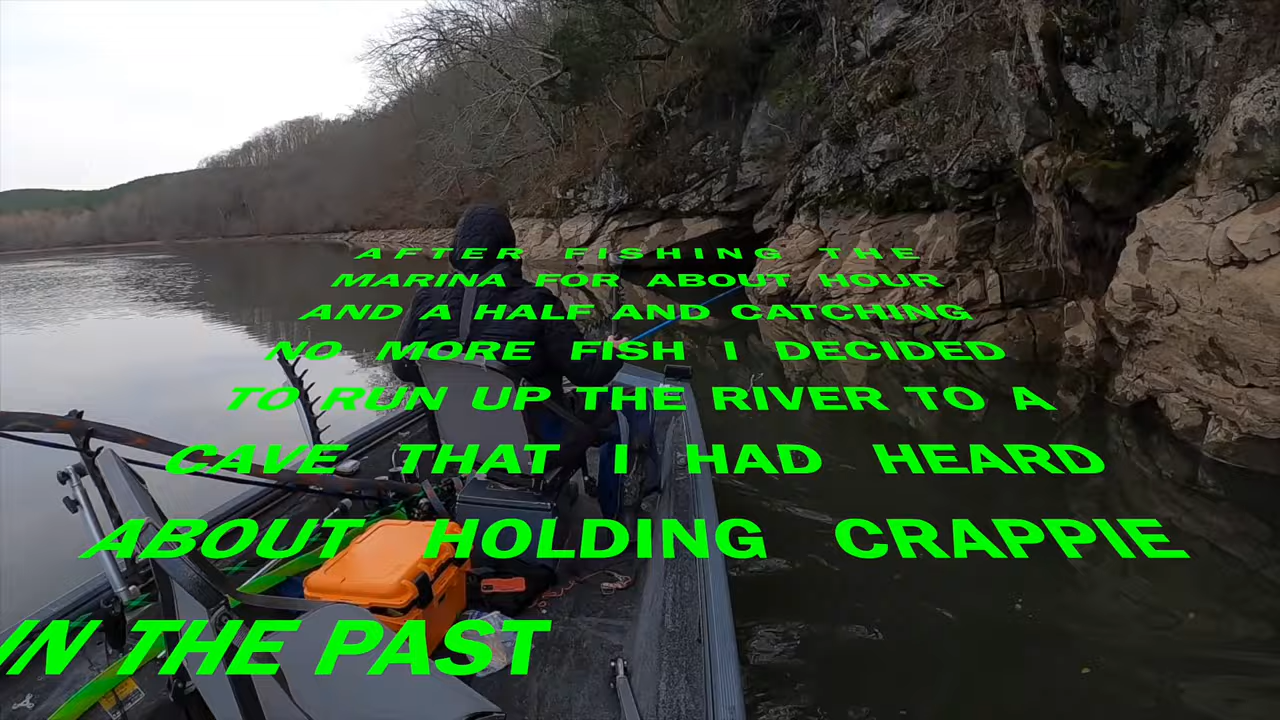 AFTER FISHING THE
MARINA FOR ABOUT HOUR
AND A HALF AND CATCHING
NO MORE FISH I DECIDED
TO RUN UP THE RIVER TO A
CAVE THAT I HAD HEARD
ABOUT HOLDING CRAPPIE
IN THE PAST